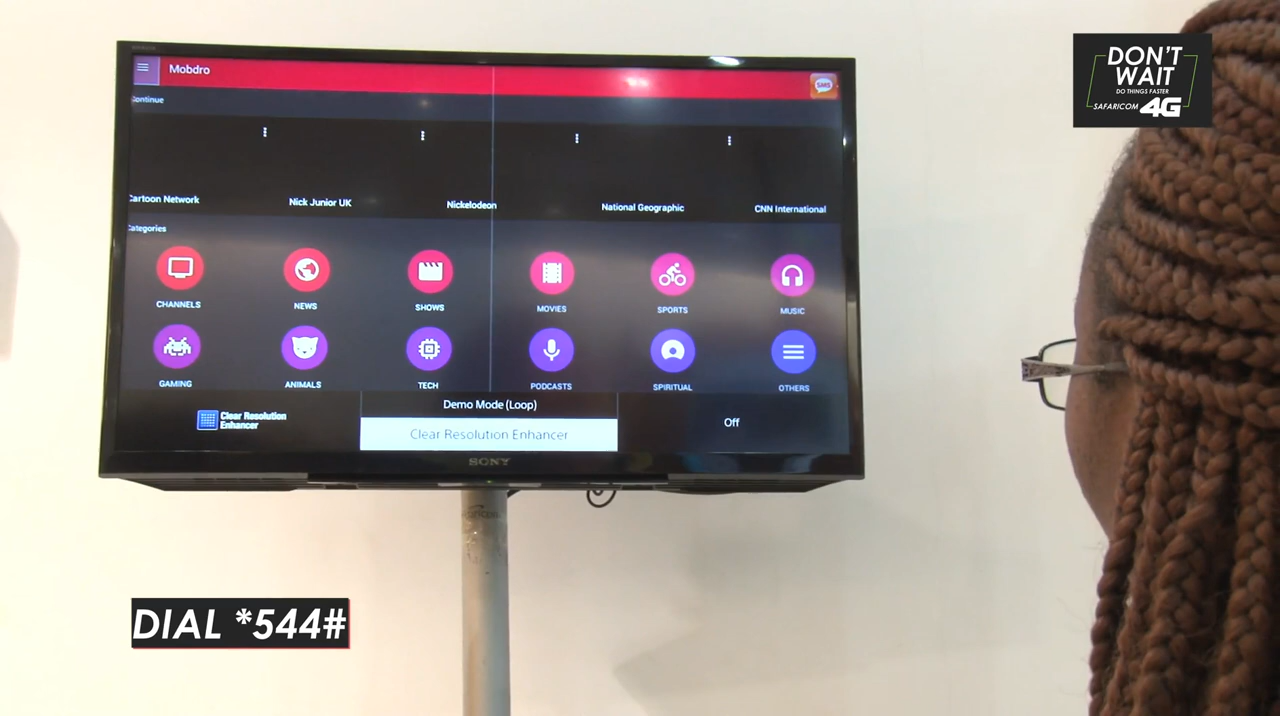 Mobdro
SMS
Continue
Cartoon Network
Nick Junior UK
Nickelodeon
National Geographic
CNN International
Categories
CHANNELS
NEWS
SHOWS
MOVIES
SPORTS
MUSIC
GAMING
ANIMALS
TECH
PODCASTS
SPIRITUAL
OTHERS
Clear Resolution
Enhancer
Demo Mode (Loop)
Clear Resolution Enhancer
Off
SONY
DON'T
WAIT
DO THINGS FASTER
SAFARICOM 4G
DIAL *544#